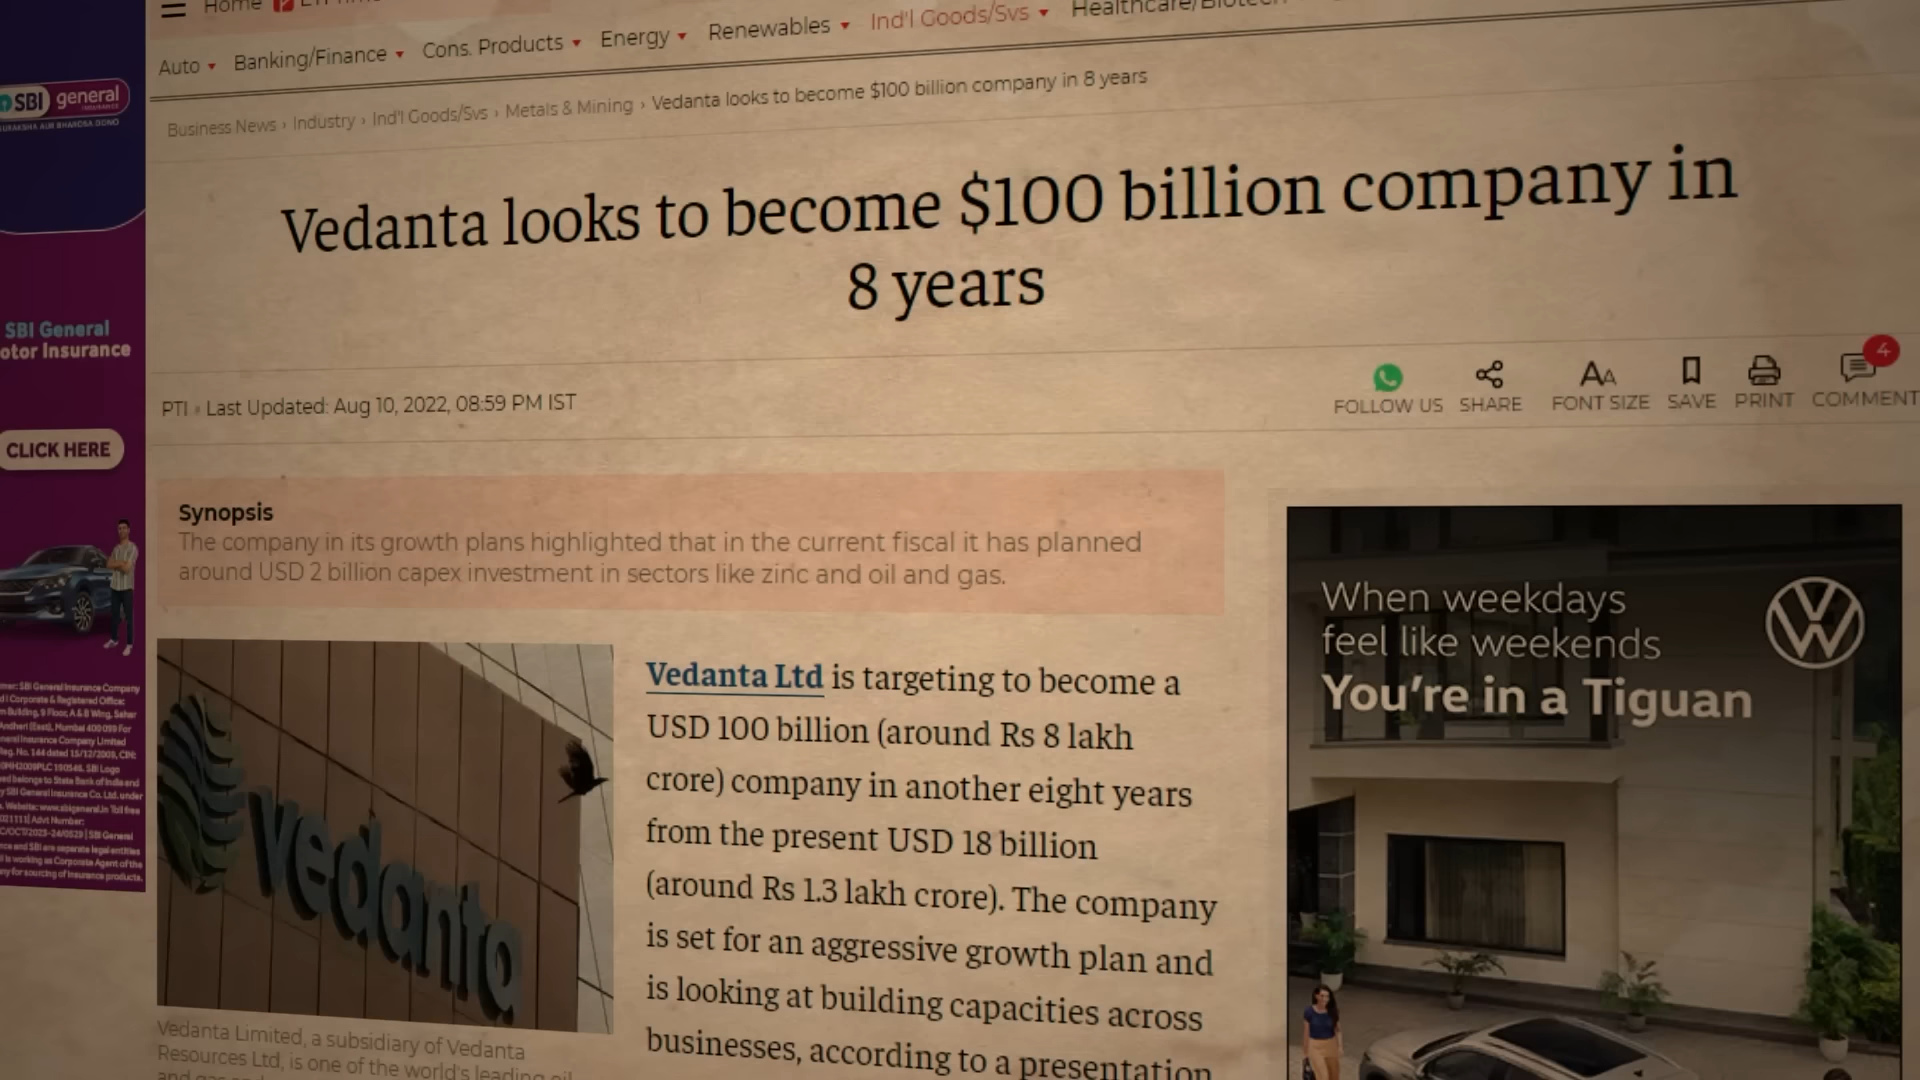 Home
Auto
Banking/Finance
Cons. Products
Energy
Renewables
Ind'l Goods/Svs
Business News › Industry › Ind'l Goods/Svs › Metals & Mining › Vedanta looks to become $100 billion company in 8 years
Vedanta looks to become $100 billion company in
8 years
PTI
Last Updated: Aug 10, 2022, 08:59 PM IST
FOLLOW US
SHARE
FONT SIZE
SAVE
PRINT
4
COMMENT
Synopsis
The company in its growth plans highlighted that in the current fiscal it has planned
around USD 2 billion capex investment in sectors like zinc and oil and gas.
vedanta
Vedanta Limited, a subsidiary of Vedanta
Resources Ltd, is one of the world's leading oil
Vedanta Ltd is targeting to become a
USD 100 billion (around Rs 8 lakh
crore) company in another eight years
from the present USD 18 billion
(around Rs 1.3 lakh crore). The company
is set for an aggressive growth plan and
is looking at building capacities across
businesses, according to a presentation
SBI general
INSURANCE
SBI General
otor Insurance
CLICK HERE
When weekdays
feel like weekends
You're in a Tiguan